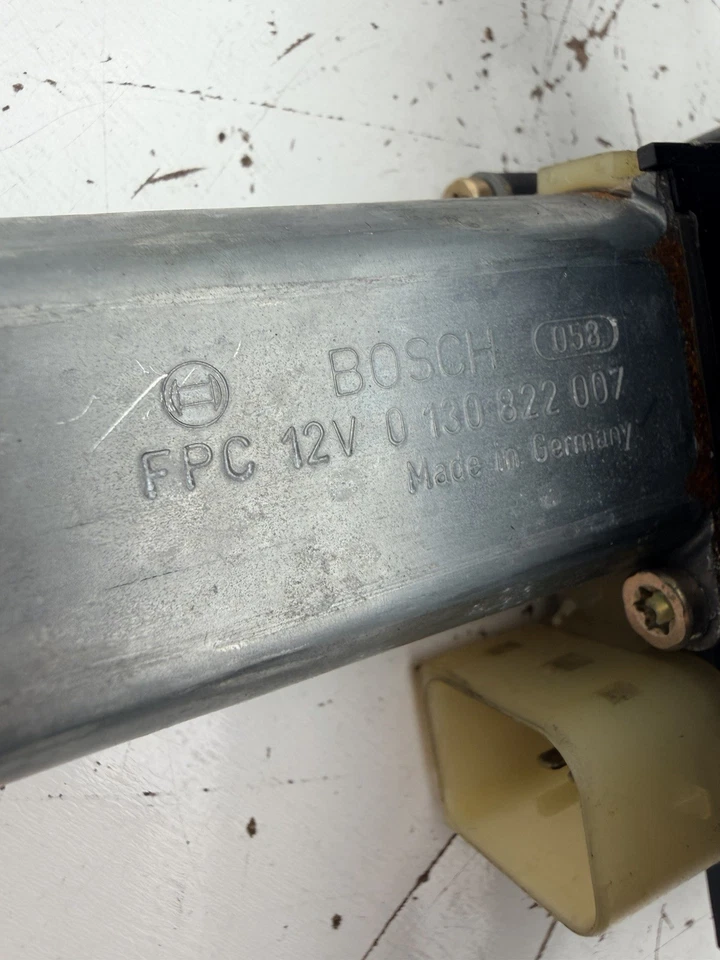 BOSCH 058
FPC 12V 0 130 822 007
Made in Germany